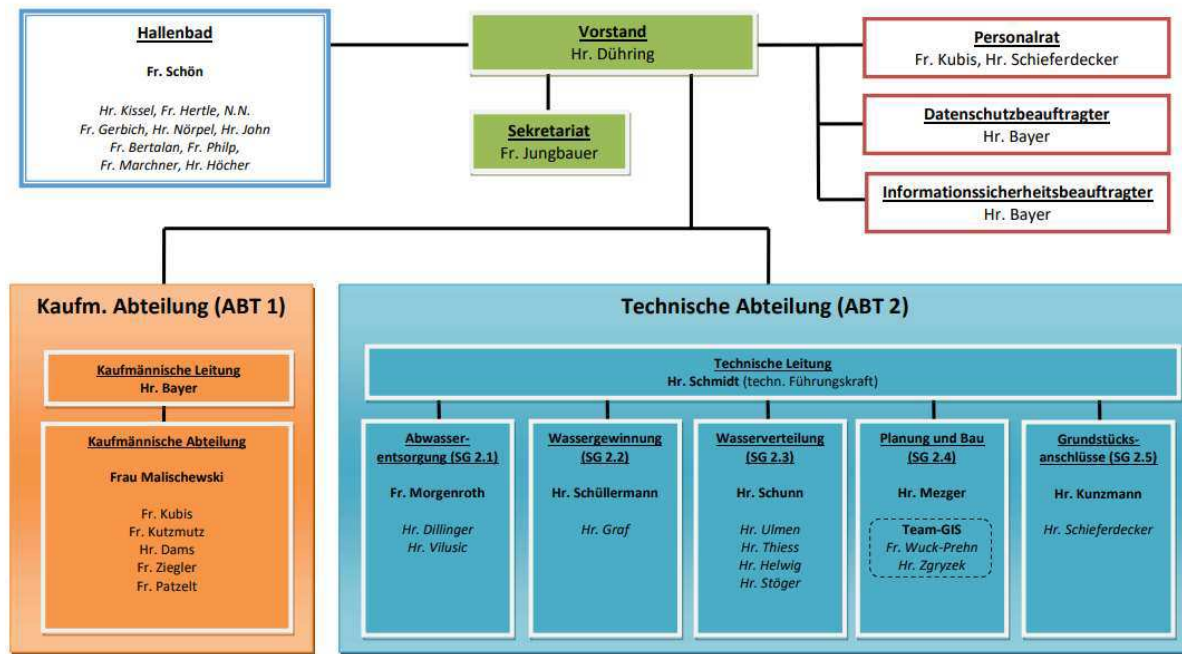 Hallenbad
Fr. Schön
Hr. Kissel, Fr. Hertle, N.N.
Fr. Gerbich, Hr. Nörpel, Hr. John
Fr. Bertalan, Fr. Philp,
Fr. Marchner, Hr. Höcher
Vorstand
Hr. Dühring
Sekretariat
Fr. Jungbauer
Personalrat
Fr. Kubis, Hr. Schieferdecker
Datenschutzbeauftragter
Hr. Bayer
Informationssicherheitsbeauftragter
Hr. Bayer
Kaufm. Abteilung (ABT 1)
Kaufmännische Leitung
Hr. Bayer
Kaufmännische Abteilung
Frau Malischewski
Fr. Kubis
Fr. Kutzmutz
Hr. Dams
Fr. Ziegler
Fr. Patzelt
Technische Abteilung (ABT 2)
Technische Leitung
Hr. Schmidt (techn. Führungskraft)
Abwasser-
entsorgung (SG 2.1)
Fr. Morgenroth
Hr. Dillinger
Hr. Vilusic
Wassergewinnung
(SG 2.2)
Hr. Schüllermann
Hr. Graf
Wasserverteilung
(SG 2.3)
Hr. Schunn
Hr. Ulmen
Hr. Thiess
Hr. Helwig
Hr. Stöger
Planung und Bau
(SG 2.4)
Hr. Mezger
Team-GIS
Fr. Wuck-Prehn
Hr. Zgryzek
Grundstücks-
anschlüsse (SG 2.5)
Hr. Kunzmann
Hr. Schieferdecker